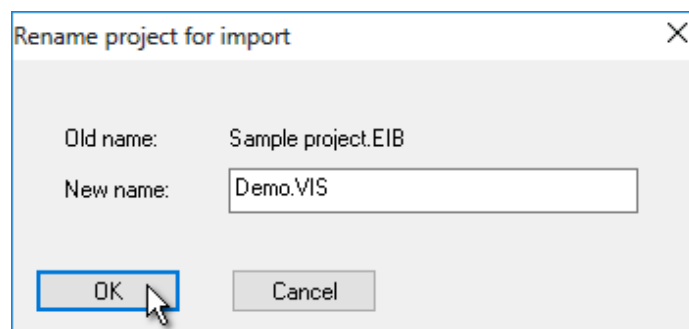 Rename project for import
Old name: Sample project.EIB
New name: Demo.VIS
OK Cancel